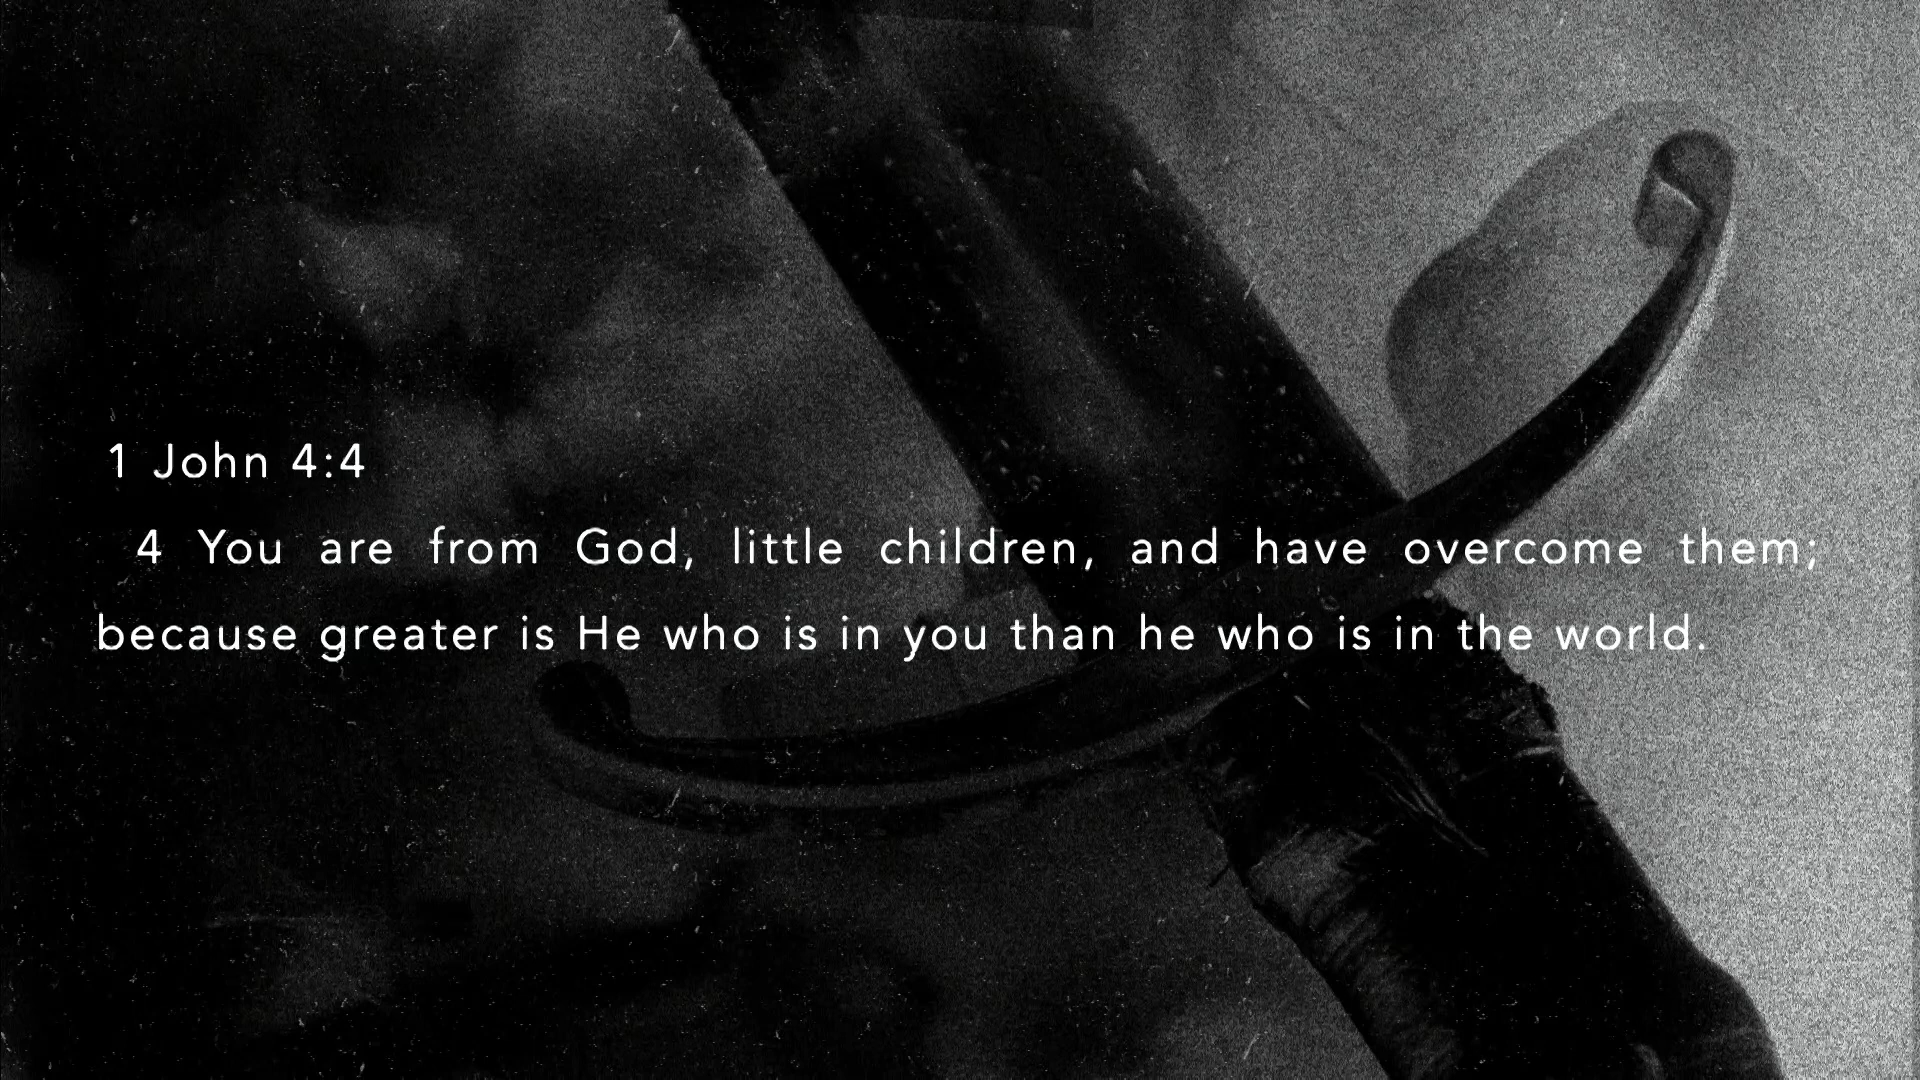 1 John 4:4
4 You are from God, little children, and have overcome them;
because greater is He who is in you than he who is in the world.